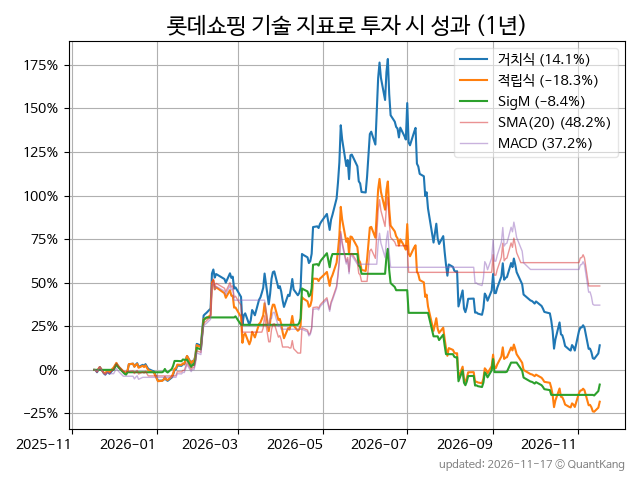 롯데쇼핑 기술 지표로 투자 시 성과 (1년)
거치식 (14.1%)
적립식 (−18.3%)
SigM (−8.4%)
SMA(20) (48.2%)
MACD (37.2%)
175%
150%
125%
100%
75%
50%
25%
0%
−25%
2025-11 2026-01 2026-03 2026-05 2026-07 2026-09 2026-11
updated: 2026-11-17 © QuantKang